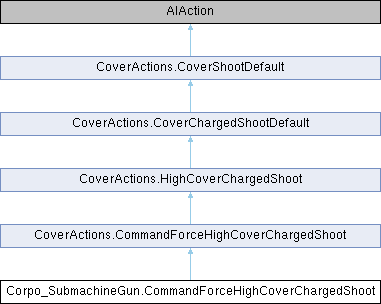 AIAction
CoverActions.CoverShootDefault
CoverActions.CoverChargedShootDefault
CoverActions.HighCoverChargedShoot
CoverActions.CommandForceHighCoverChargedShoot
Corpo_SubmachineGun.CommandForceHighCoverChargedShoot